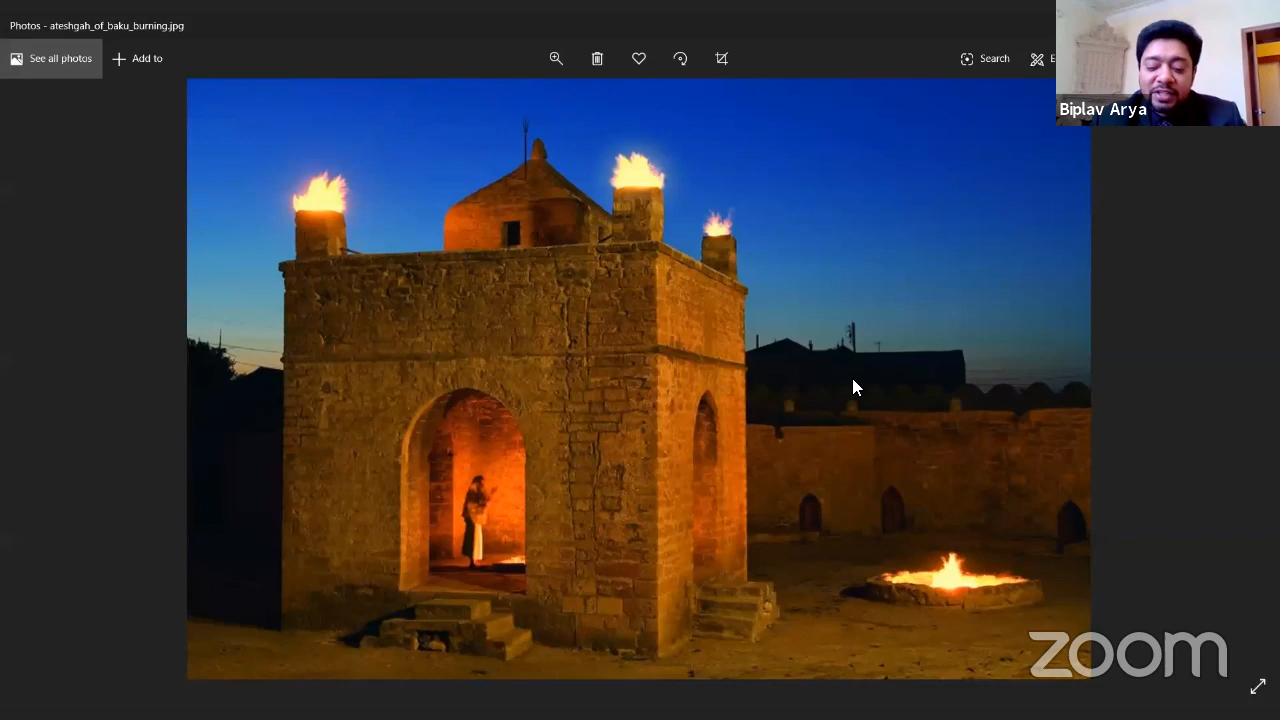 Photos - ateshgah_of_baku_burning.jpg
See all photos
Add to
Search
E
Biplav Arya
zoom